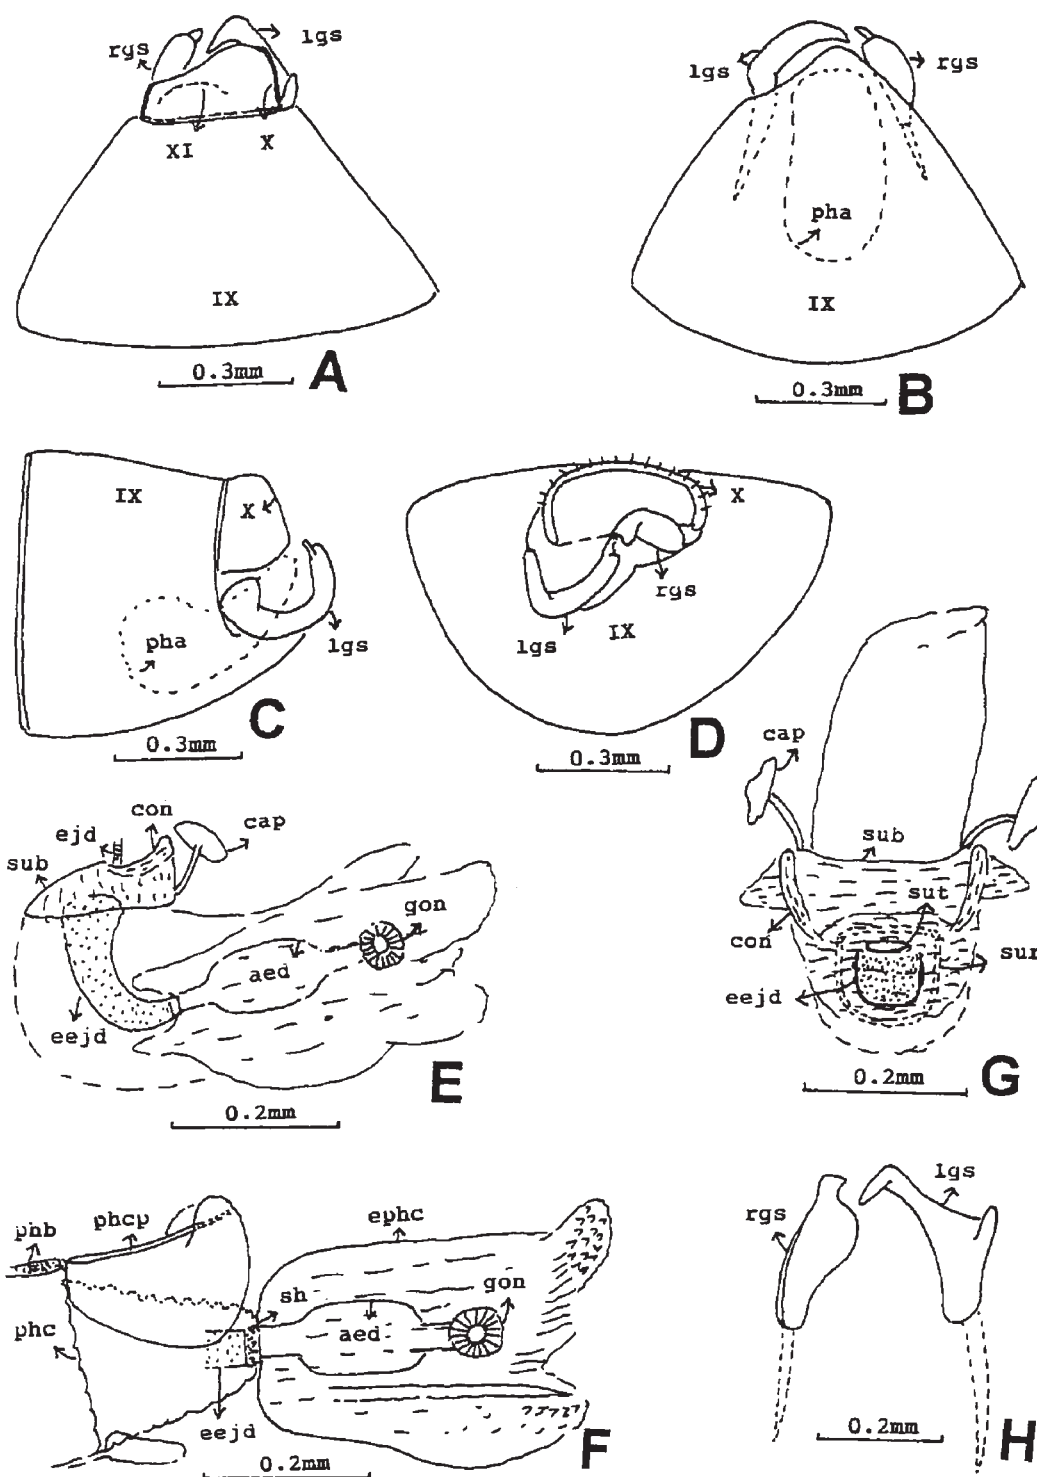 rgs
lgs
XI
X
IX
0.3mm
A
lgs
rgs
pha
IX
0.3mm
B
IX
X
pha
lgs
0.3mm
C
X
rgs
lgs
IX
0.3mm
D
con
ejd
cap
sub
gon
aed
eejd
E
0.2mm
cap
sub
sut
con
sur
eejd
0.2mm
G
phb
phcp
ephc
sh
gon
phc
aed
eejd
0.2mm
F
rgs
lgs
0.2mm
H